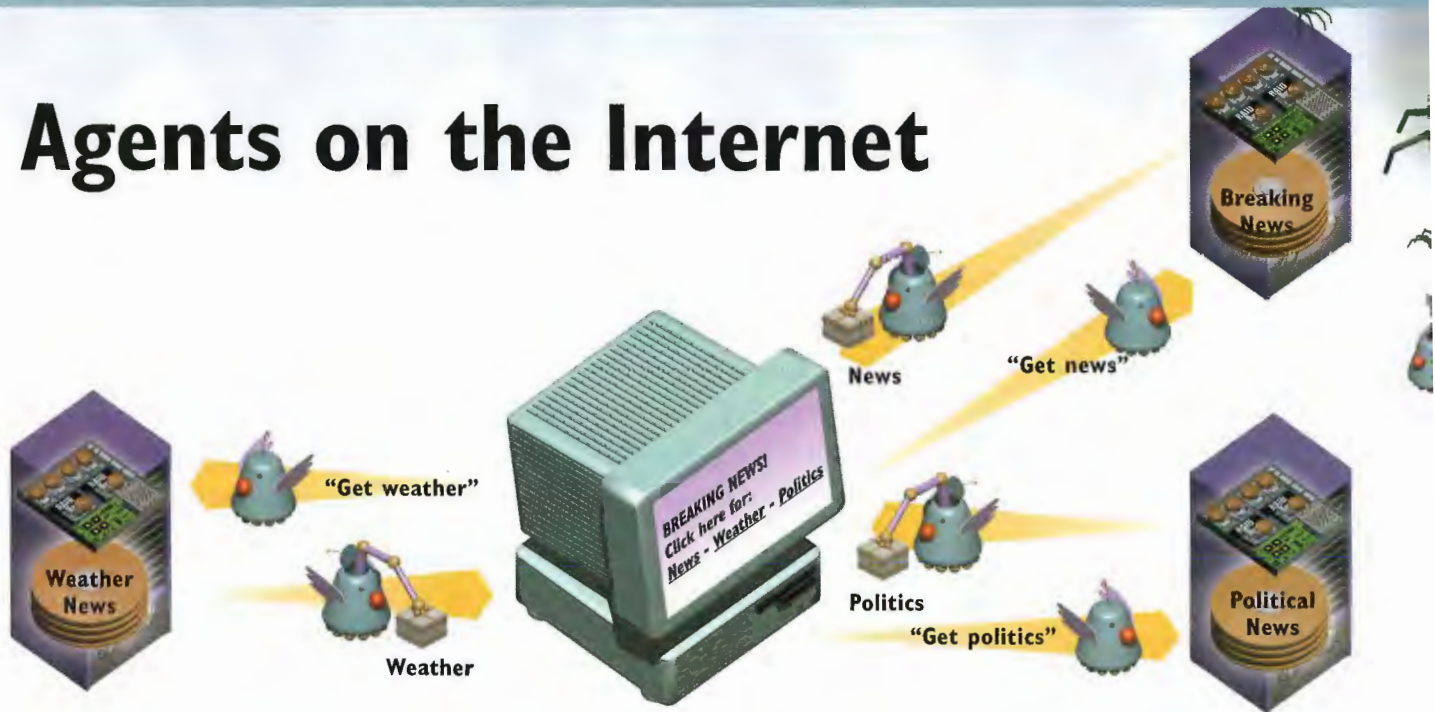 Agents on the Internet
Breaking
News
News
"Get news"
"Get weather"
BREAKING NEWS!
Click here for:
News - Weather - Politics
Weather
News
Weather
Politics
"Get politics"
Political
News